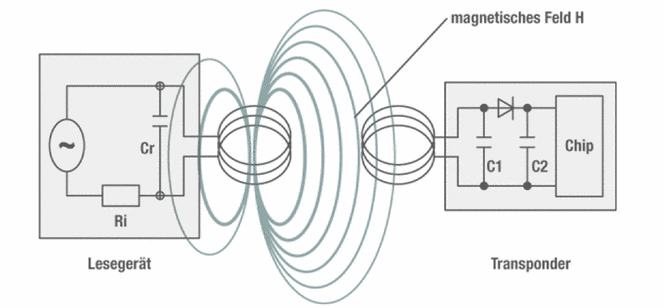 magnetisches Feld H
~
Cr
Ri
C1
C2
Chip
Lesegerät
Transponder